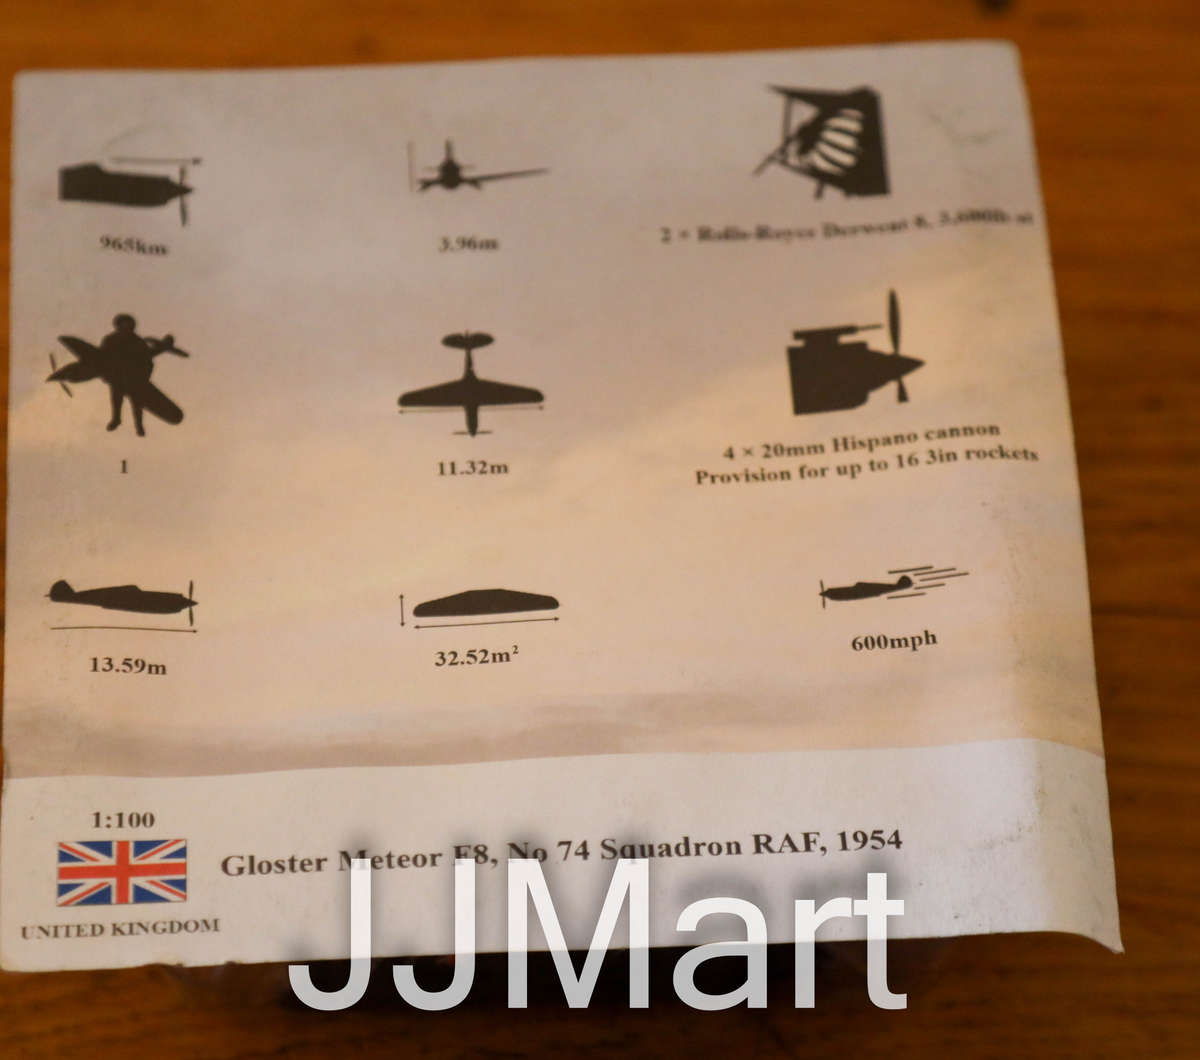 965km
3.96m
2 × Rolls-Royce Derwent 8, 3,600lb st
1
11.32m
4 × 20mm Hispano cannon
Provision for up to 16 3in rockets
13.59m
32.52m²
600mph
1:100
Gloster Meteor F8, No 74 Squadron RAF, 1954
UNITED KINGDOM
JJMart